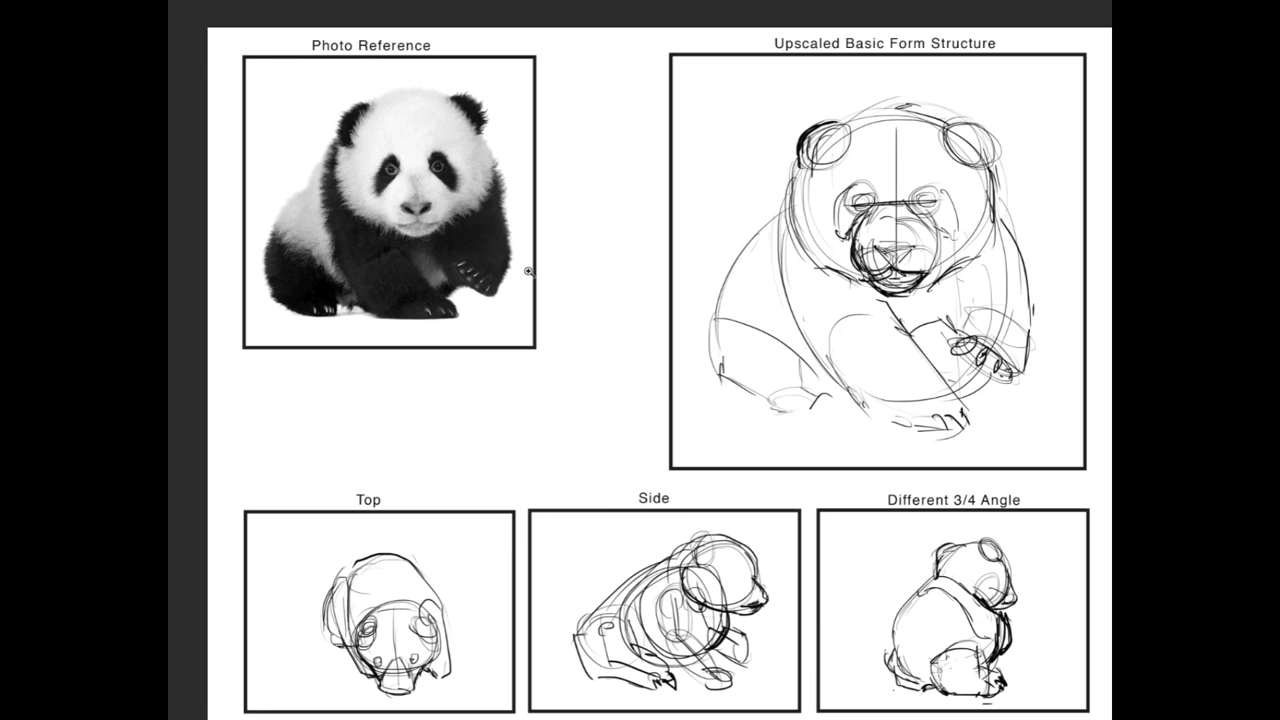 Photo Reference
Upscaled Basic Form Structure
Top
Side
Different 3/4 Angle